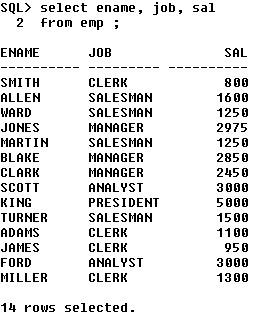 SQL> select ename, job, sal
  2  from emp ;
ENAME      JOB              SAL
---------- --------- ----------
SMITH      CLERK            800
ALLEN      SALESMAN        1600
WARD       SALESMAN        1250
JONES      MANAGER         2975
MARTIN     SALESMAN        1250
BLAKE      MANAGER         2850
CLARK      MANAGER         2450
SCOTT      ANALYST         3000
KING       PRESIDENT       5000
TURNER     SALESMAN        1500
ADAMS      CLERK           1100
JAMES      CLERK            950
FORD       ANALYST         3000
MILLER     CLERK           1300
14 rows selected.